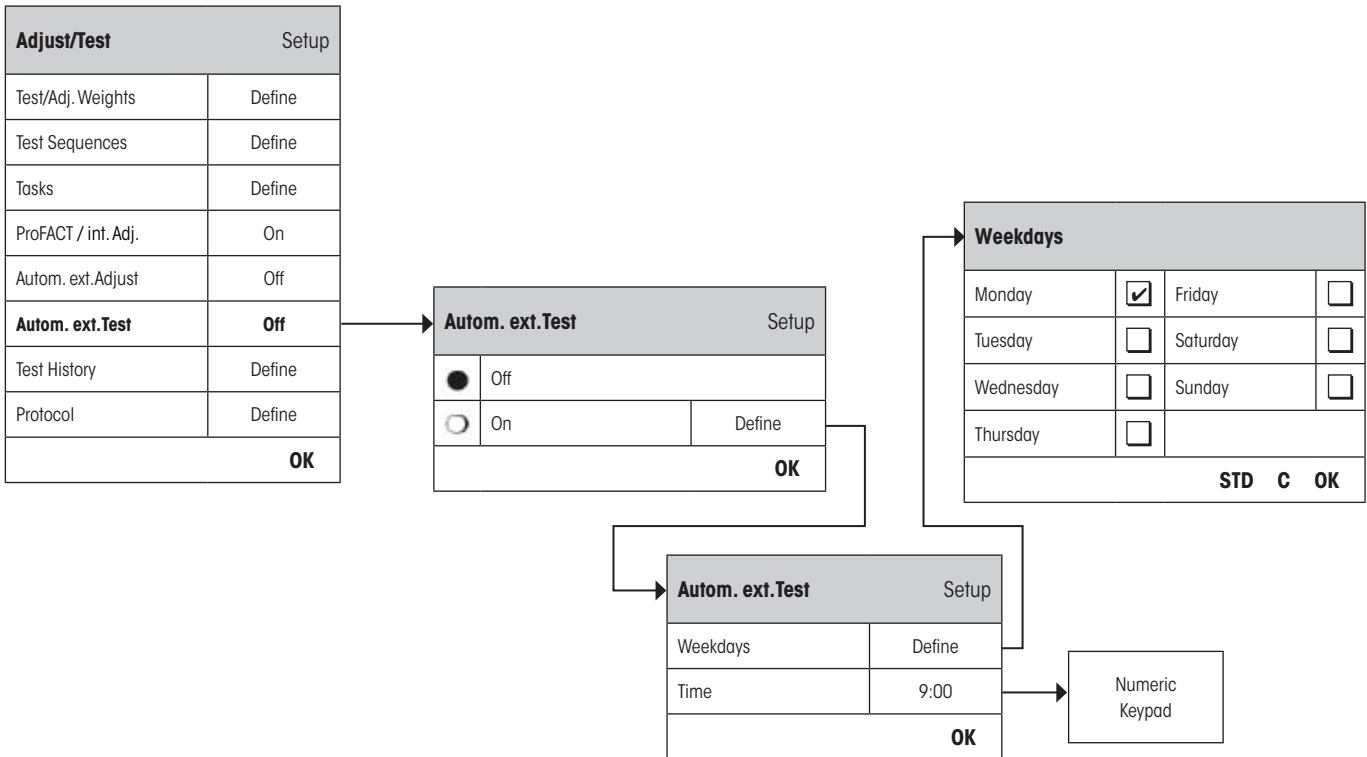 Adjust/Test Setup
Test/Adj. Weights Define
Test Sequences Define
Tasks Define
ProFACT / int. Adj. On
Autom. ext.Adjust Off
Autom. ext.Test Off
Test History Define
Protocol Define
OK
Autom. ext.Test Setup
Off
On Define
OK
Autom. ext.Test Setup
Weekdays Define
Time 9:00
OK
Weekdays
Monday Friday
Tuesday Saturday
Wednesday Sunday
Thursday
STD C OK
Numeric
Keypad